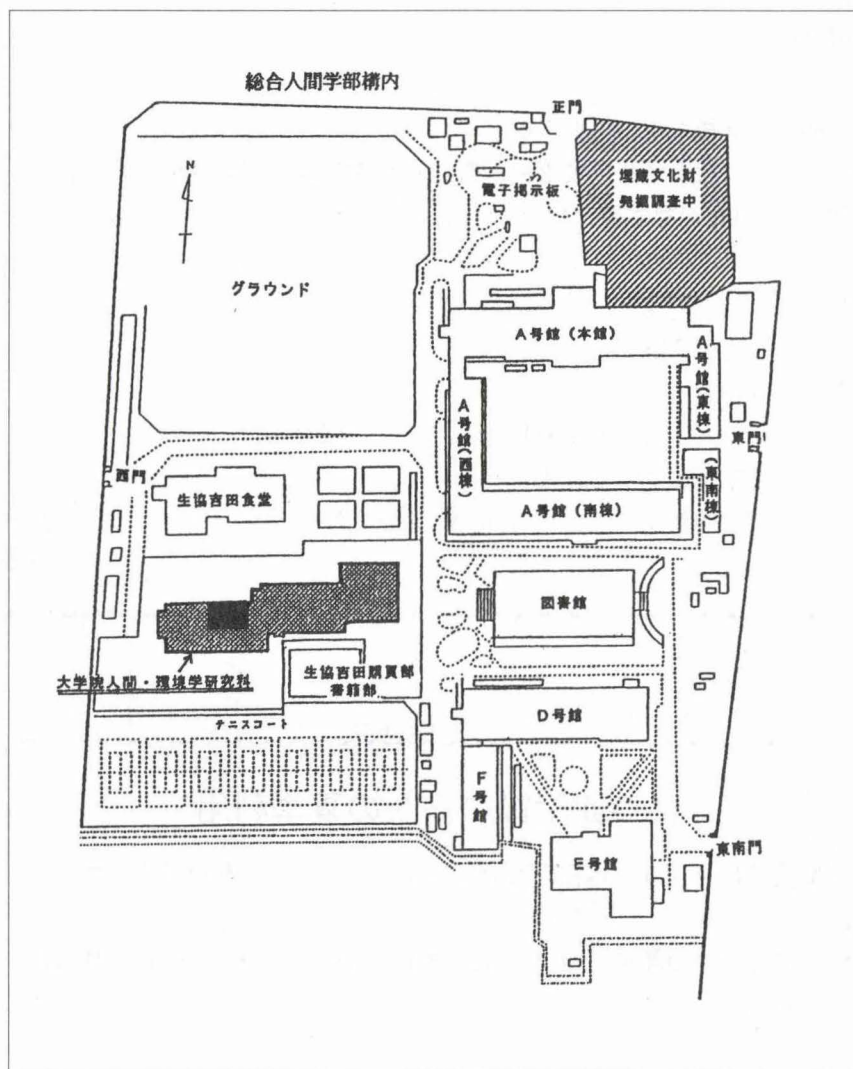 総合人間学部構内
正門
N
埋蔵文化財
発掘調査中
電子掲示板
グラウンド
A号館（本館）
A号館（東棟）
A号館（西棟）
東門
西門
生協吉田食堂
（東南棟）
A号館（南棟）
図書館
大学院人間・環境学研究科
生協吉田購買部
書籍部
テニスコート
D号館
F号館
E号館
東南門